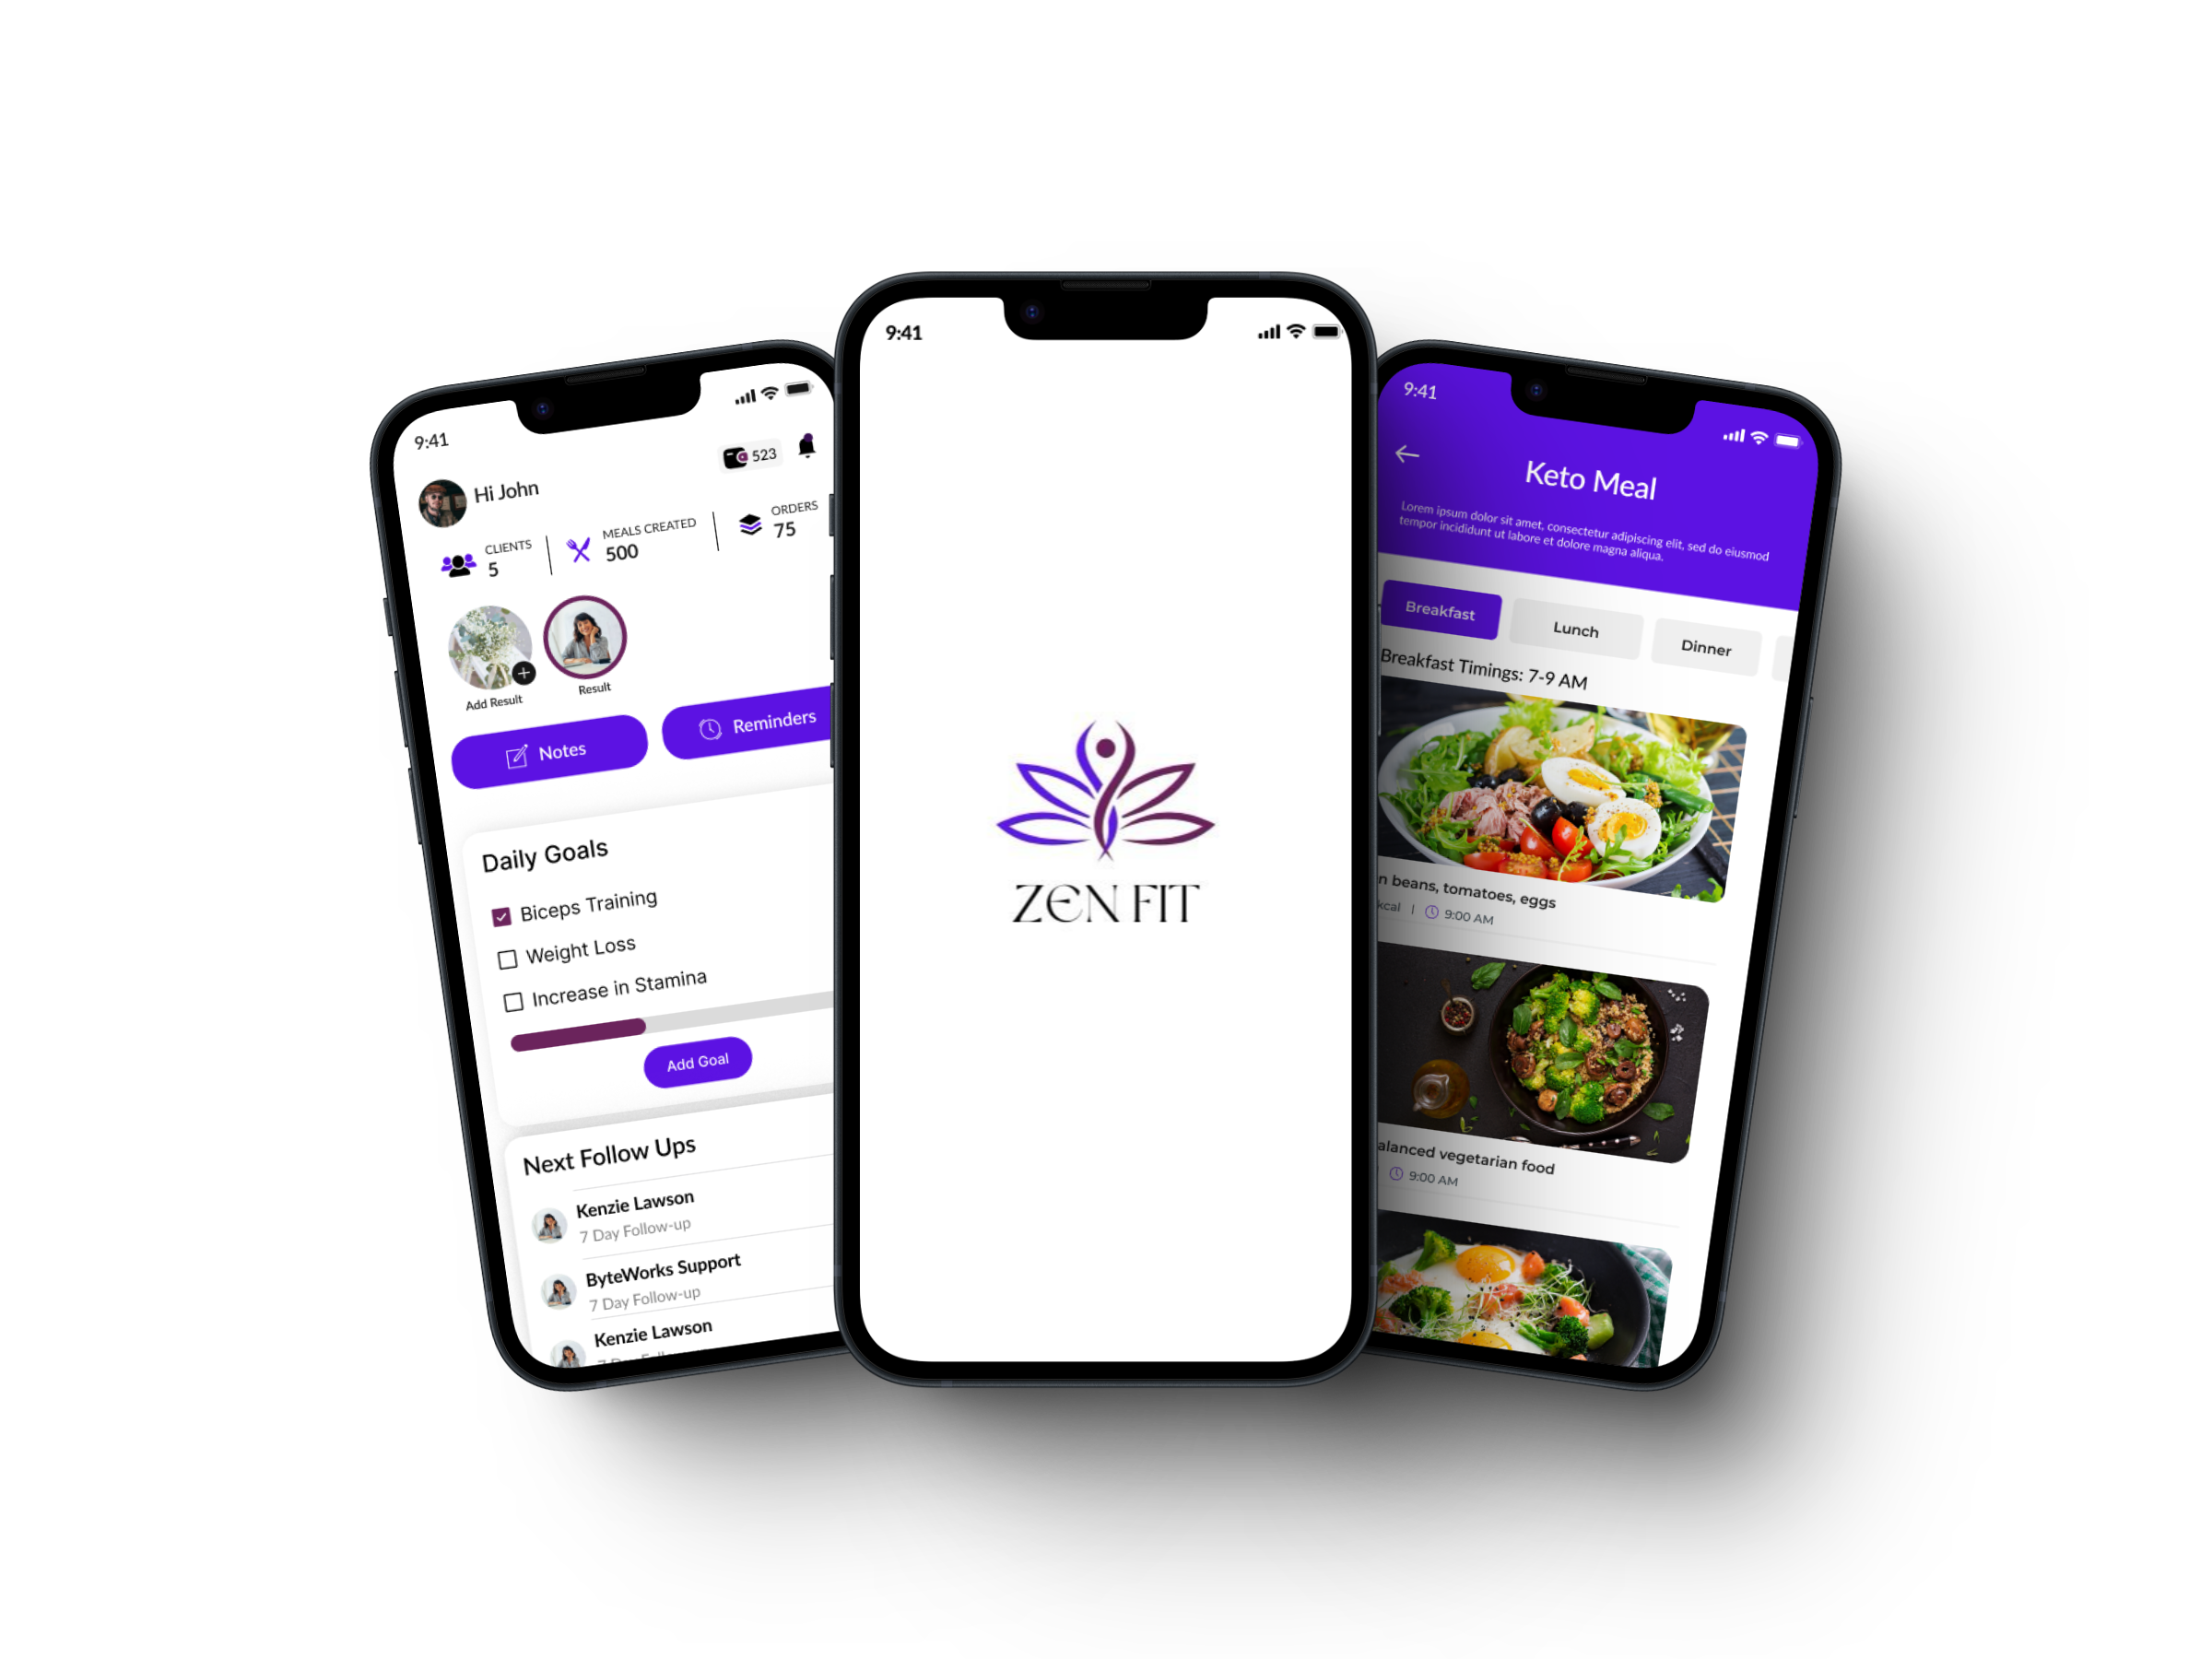 9:41
523
Hi John
CLIENTS
5
MEALS CREATED
500
ORDERS
75
Add Result
Result
Notes
Reminders
Daily Goals
Biceps Training
Weight Loss
Increase in Stamina
Add Goal
Next Follow Ups
Kenzie Lawson
7 Day Follow-up
ByteWorks Support
7 Day Follow-up
Kenzie Lawson
7 Day
9:41
ZEN FIT
9:41
Keto Meal
Lorem ipsum dolor sit amet, consectetur adipiscing elit, sed do eiusmod
tempor incididunt ut labore et dolore magna aliqua.
Breakfast
Lunch
Dinner
Breakfast Timings: 7-9 AM
beans, tomatoes, eggs
kcal | 9:00 AM
vegetarian food
| 9:00 AM